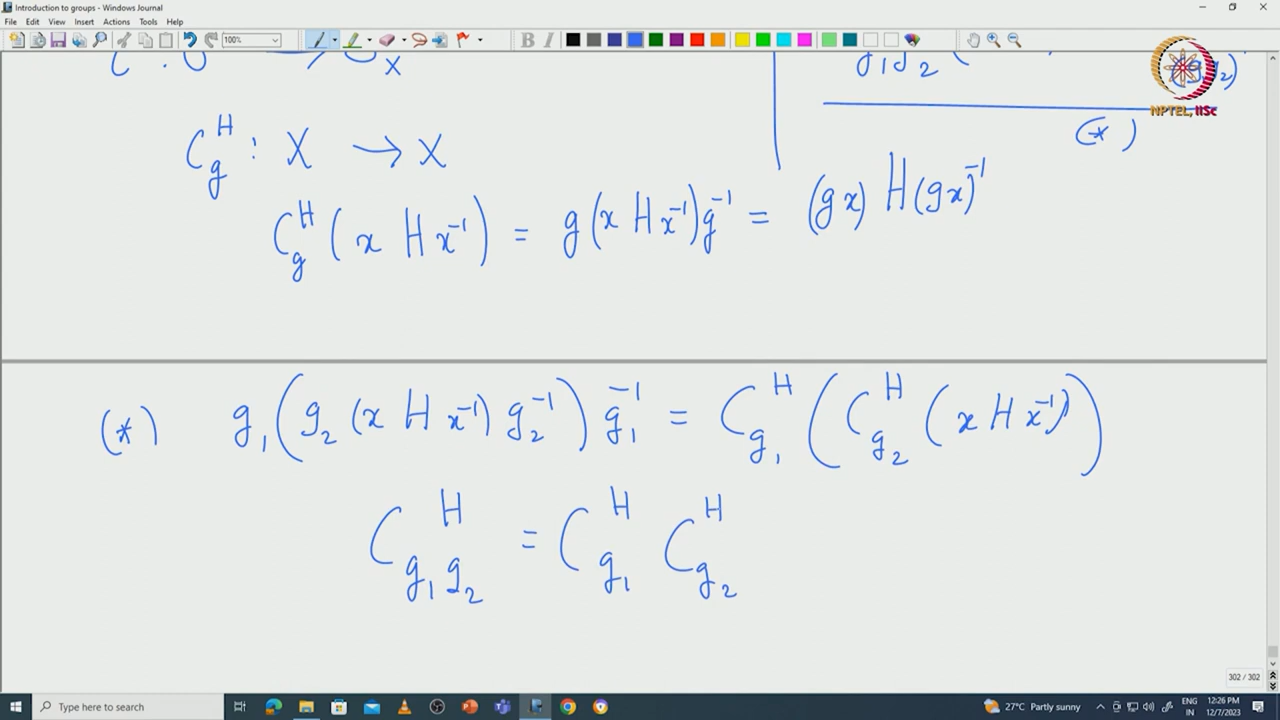 Introduction to groups - Windows Journal
File Edit View Insert Actions Tools Help
100%
NPTEL, IISc
(*)
C_g^H : X → X
C_g^H (x H x^{-1}) = g(x H x^{-1})g^{-1} = (gx) H (gx)^{-1}
(*) g_1 (g_2 (x H x^{-1}) g_2^{-1}) g_1^{-1} = C_{g_1}^H (C_{g_2}^H (x H x^{-1}))
C_{g_1 g_2}^H = C_{g_1}^H C_{g_2}^H
302 / 302
Type here to search
27°C Partly sunny
ENG
IN
12:26 PM
12/7/2023